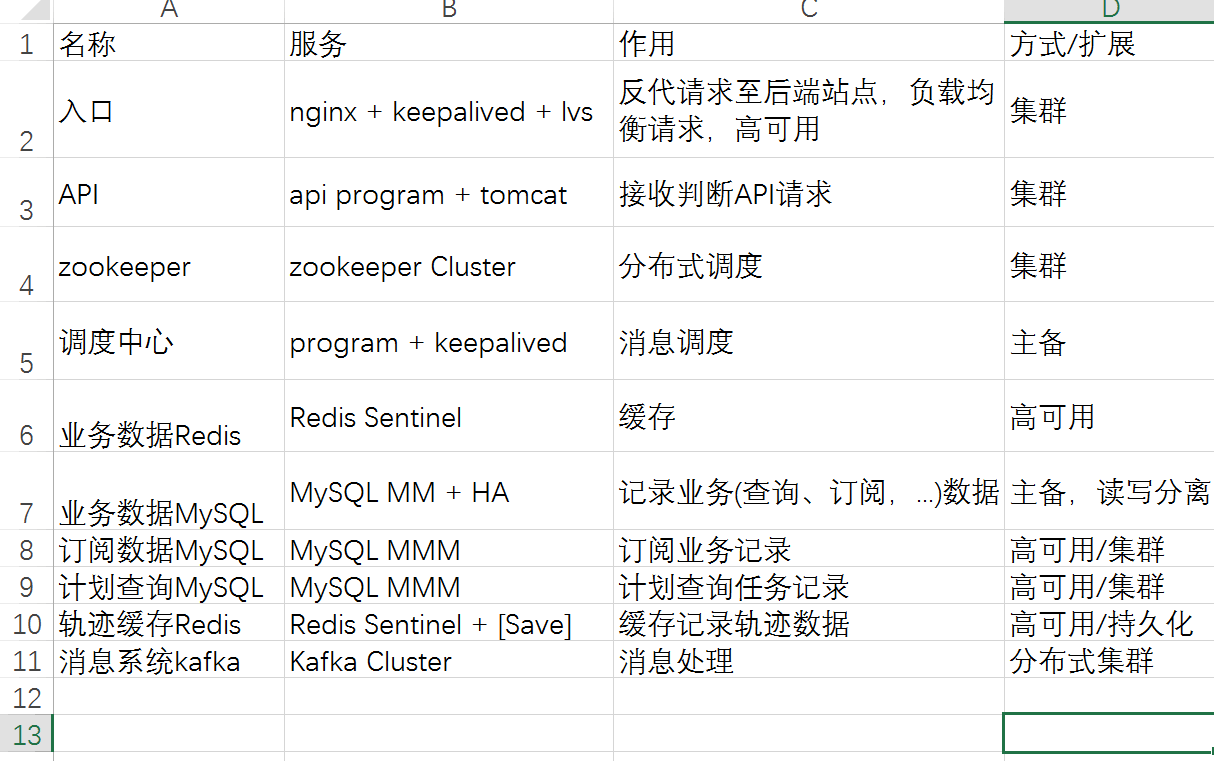 A B C D
1 名称 服务 作用 方式/扩展
2 入口 nginx + keepalived + lvs 反代请求至后端站点，负载均
衡请求，高可用 集群
3 API api program + tomcat 接收判断API请求 集群
4 zookeeper zookeeper Cluster 分布式调度 集群
5 调度中心 program + keepalived 消息调度 主备
6 业务数据Redis Redis Sentinel 缓存 高可用
7 业务数据MySQL MySQL MM + HA 记录业务(查询、订阅，...)数据 主备，读写分离
8 订阅数据MySQL MySQL MMM 订阅业务记录 高可用/集群
9 计划查询MySQL MySQL MMM 计划查询任务记录 高可用/集群
10 轨迹缓存Redis Redis Sentinel + [Save] 缓存记录轨迹数据 高可用/持久化
11 消息系统kafka Kafka Cluster 消息处理 分布式集群
12
13